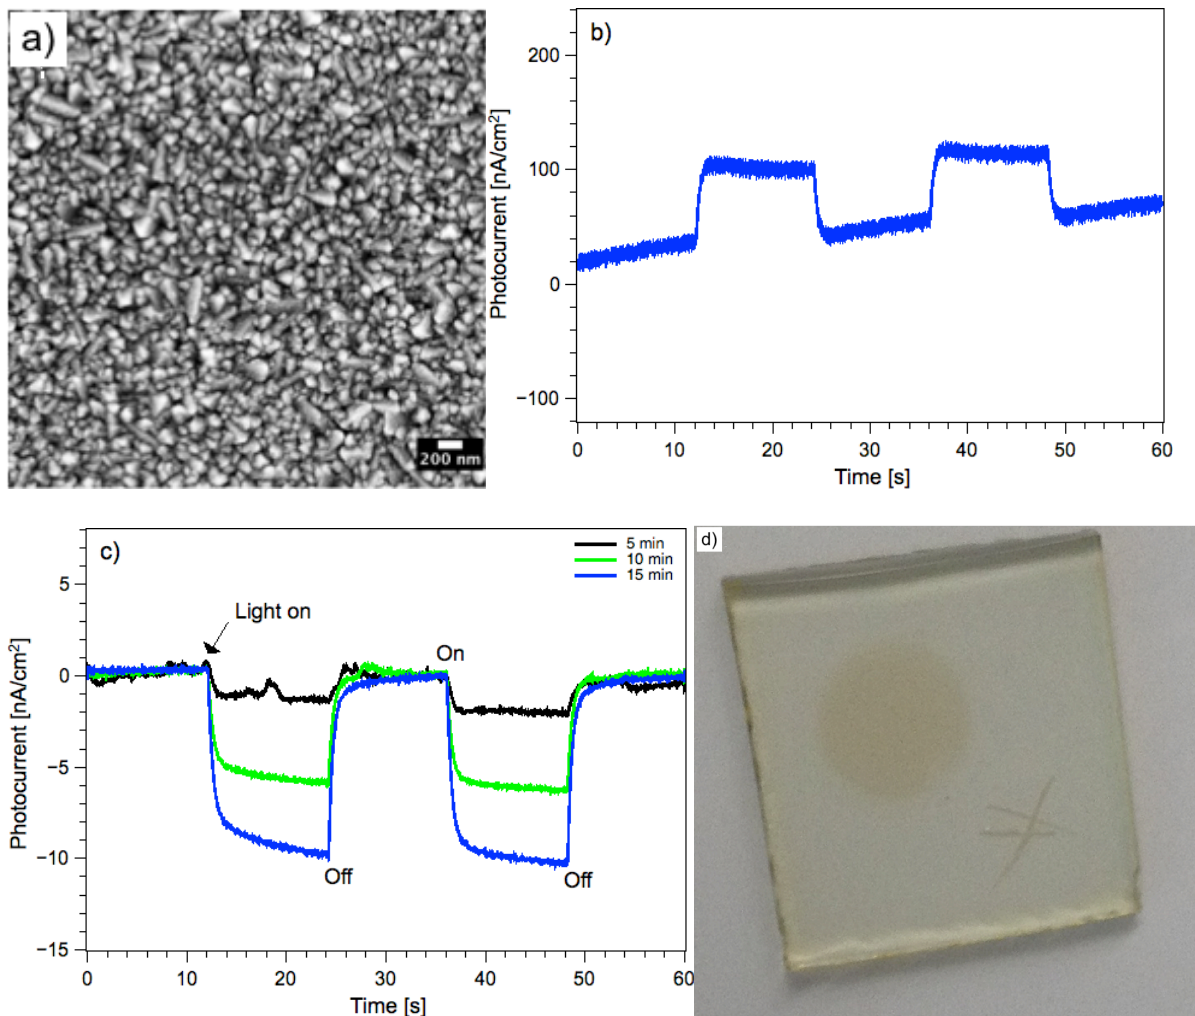 a)
200 nm
b)
Photocurrent [nA/cm²]
240
200
100
0
−100
0
10
20
30
40
50
60
Time [s]
c)
5 min
10 min
15 min
Light on
On
Off
Off
Photocurrent [nA/cm²]
5
0
−5
−10
−15
0
10
20
30
40
50
60
Time [s]
d)